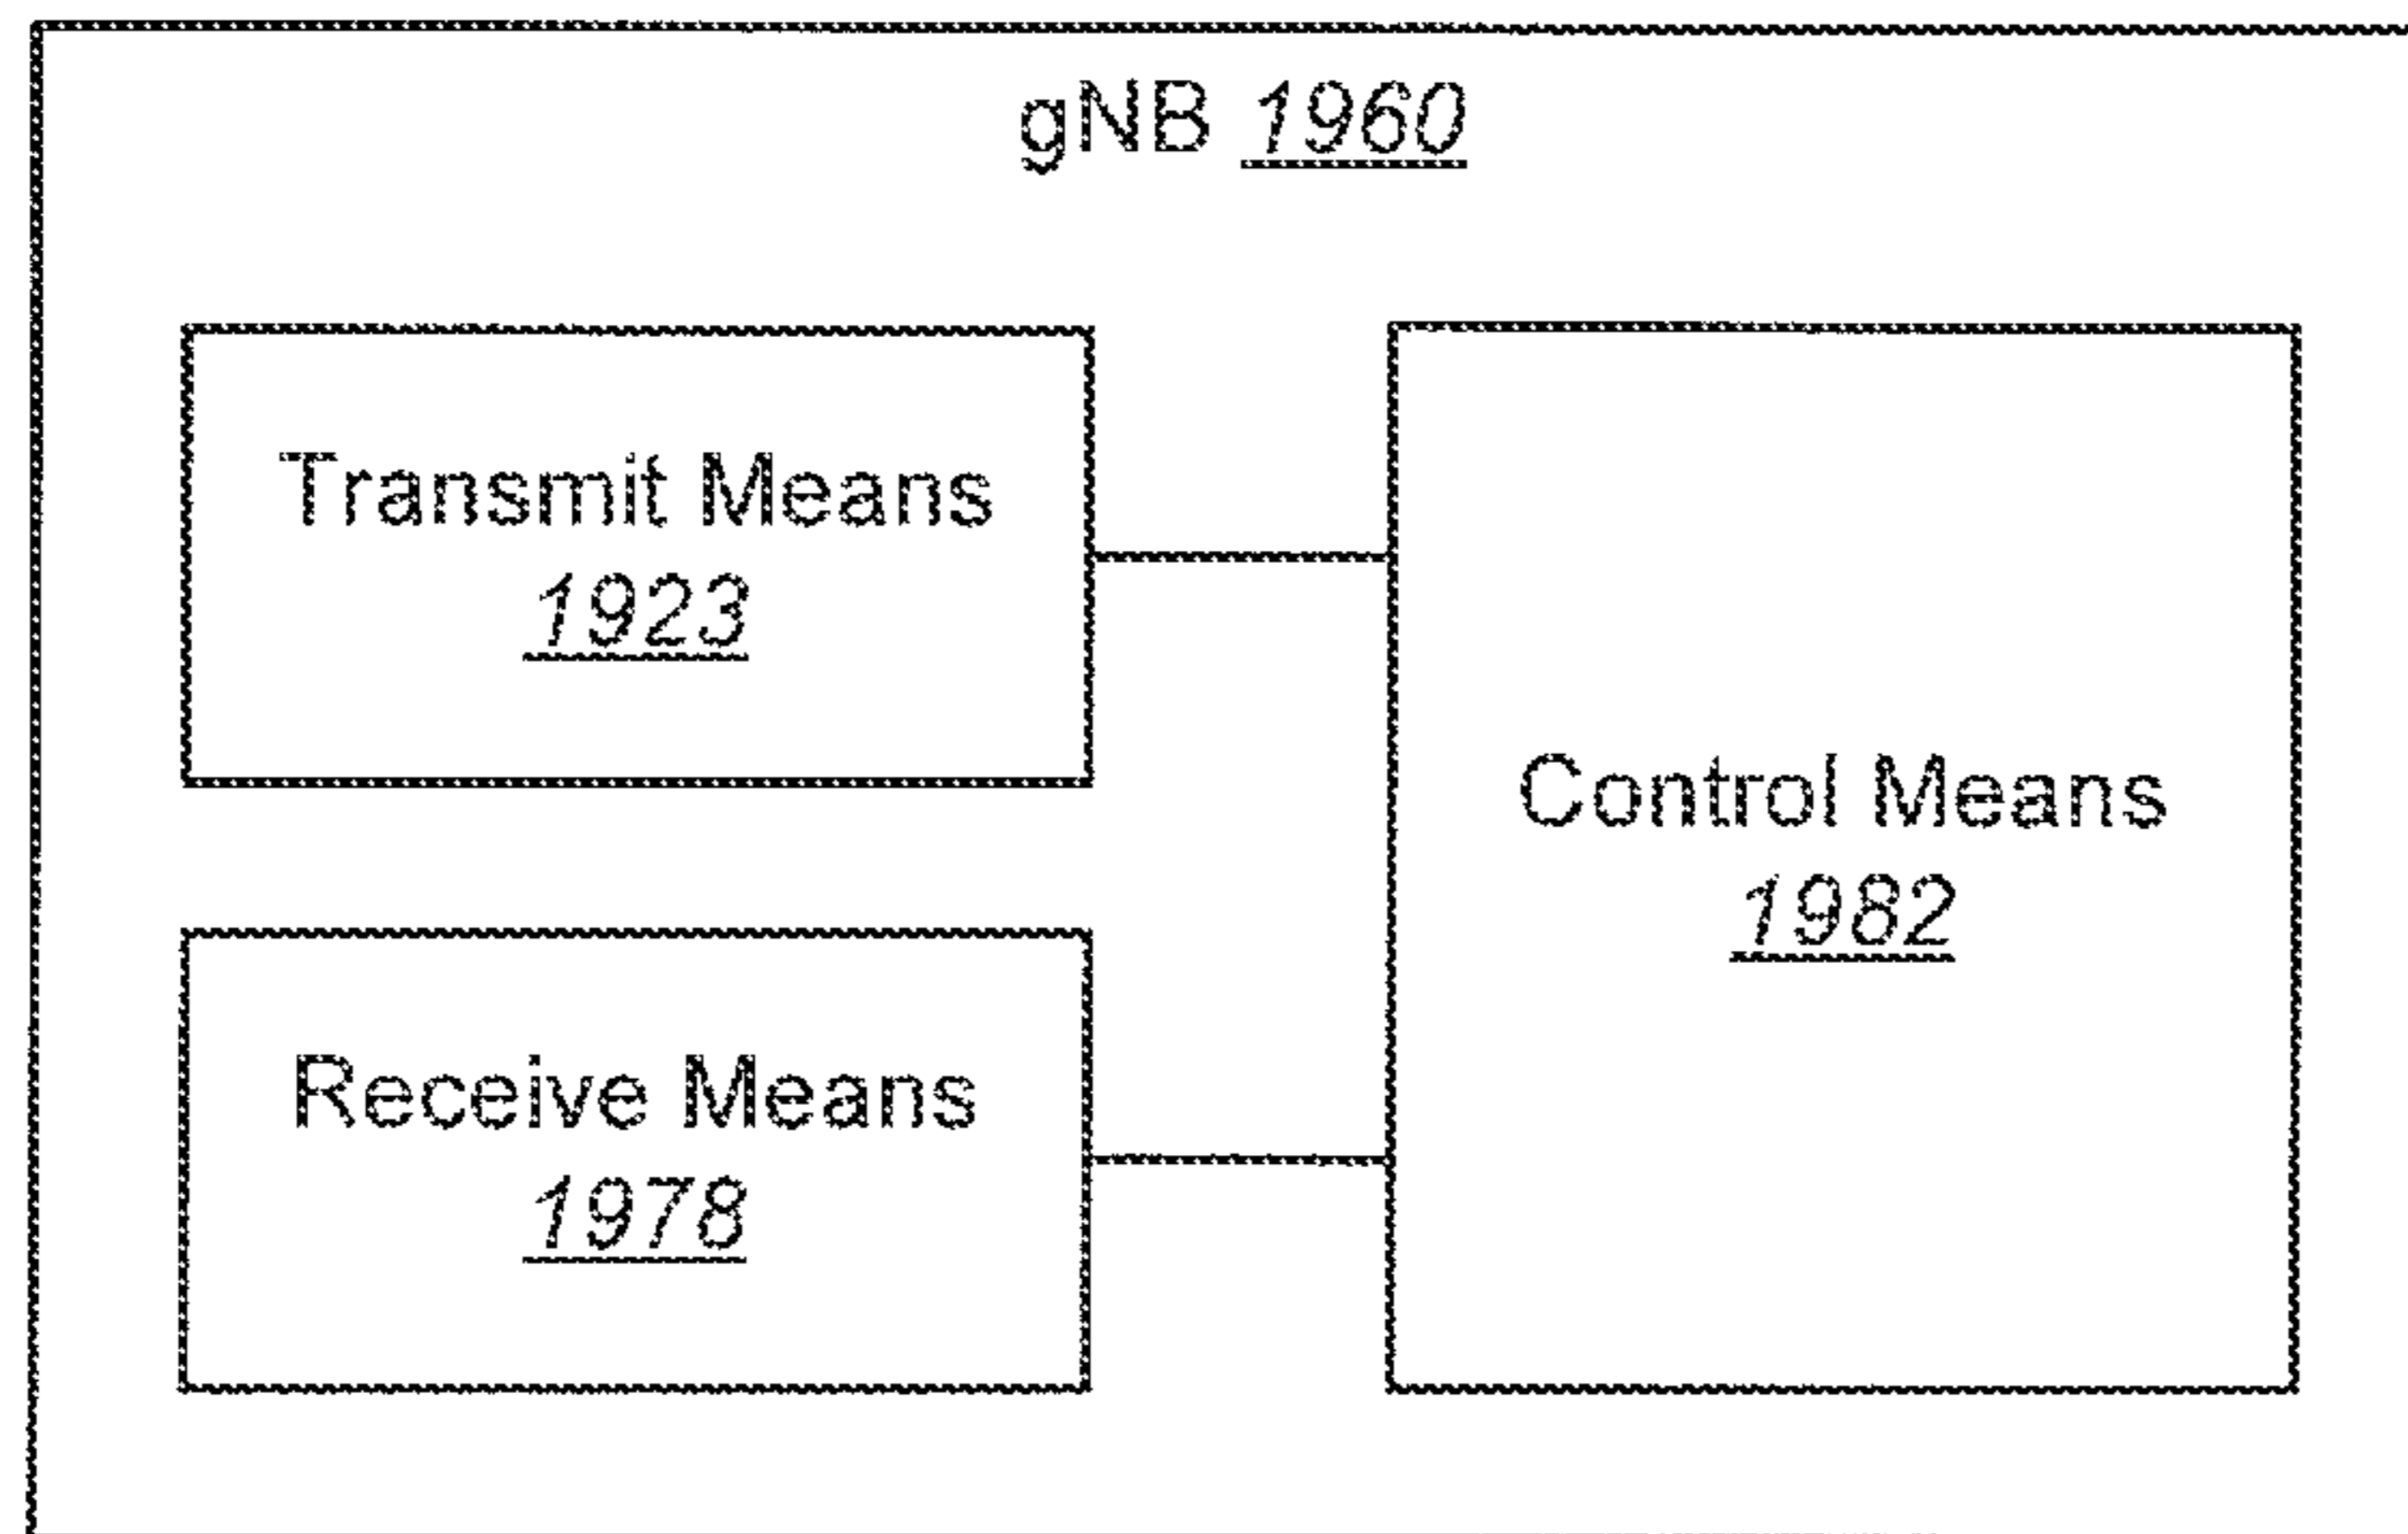 gNB 1960
Transmit Means
1923
Control Means
1982
Receive Means
1978